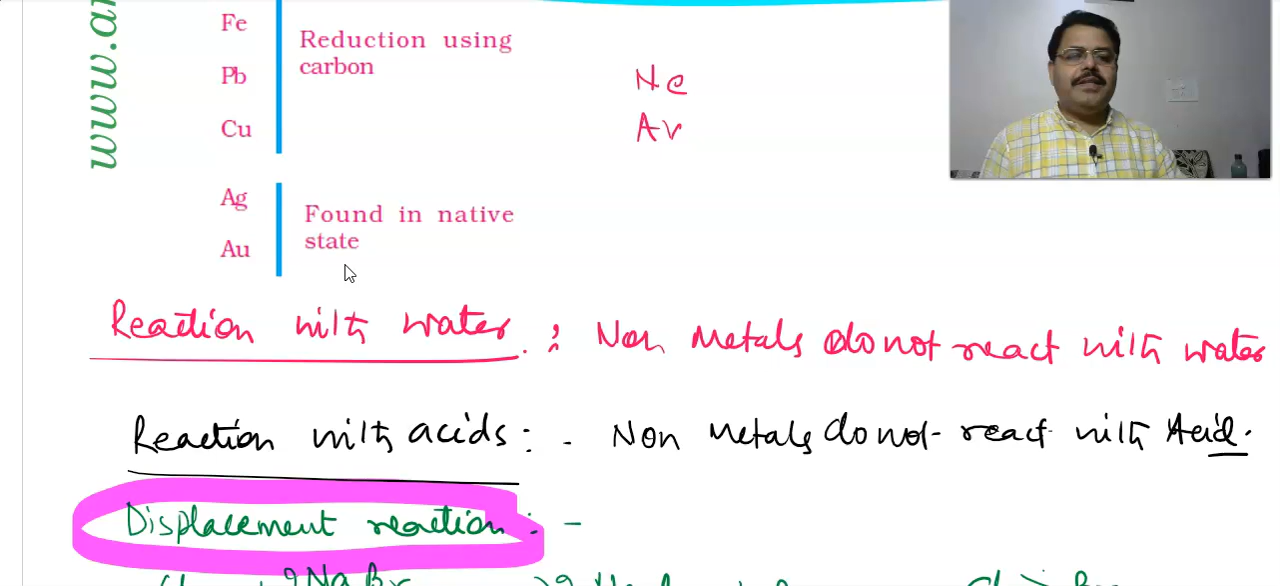 www.a
Fe
Reduction using
carbon
Pb
Cu
Ne
Ar
Ag
Found in native
state
Au
Reaction with water : Non Metals do not react with water
Reaction with acids : - Non Metals do not react with Acid.
Displacement reaction : -